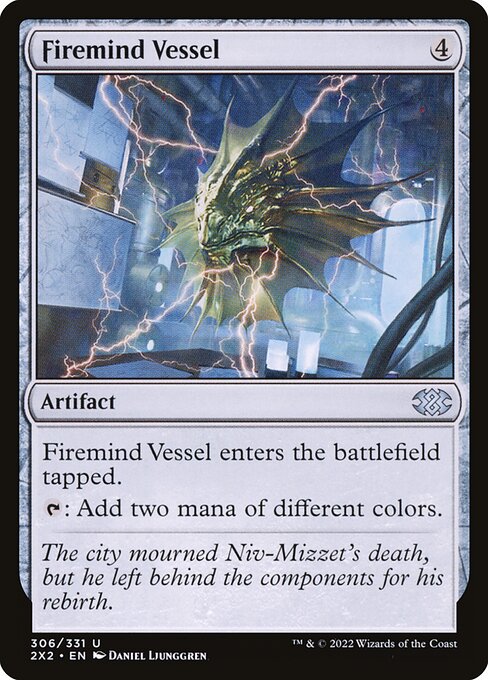 Firemind Vessel 4
Artifact
Firemind Vessel enters the battlefield
tapped.
: Add two mana of different colors.
The city mourned Niv-Mizzet's death,
but he left behind the components for his
rebirth.
306/331 U
2X2 • EN Daniel Ljunggren
™ & © 2022 Wizards of the Coast